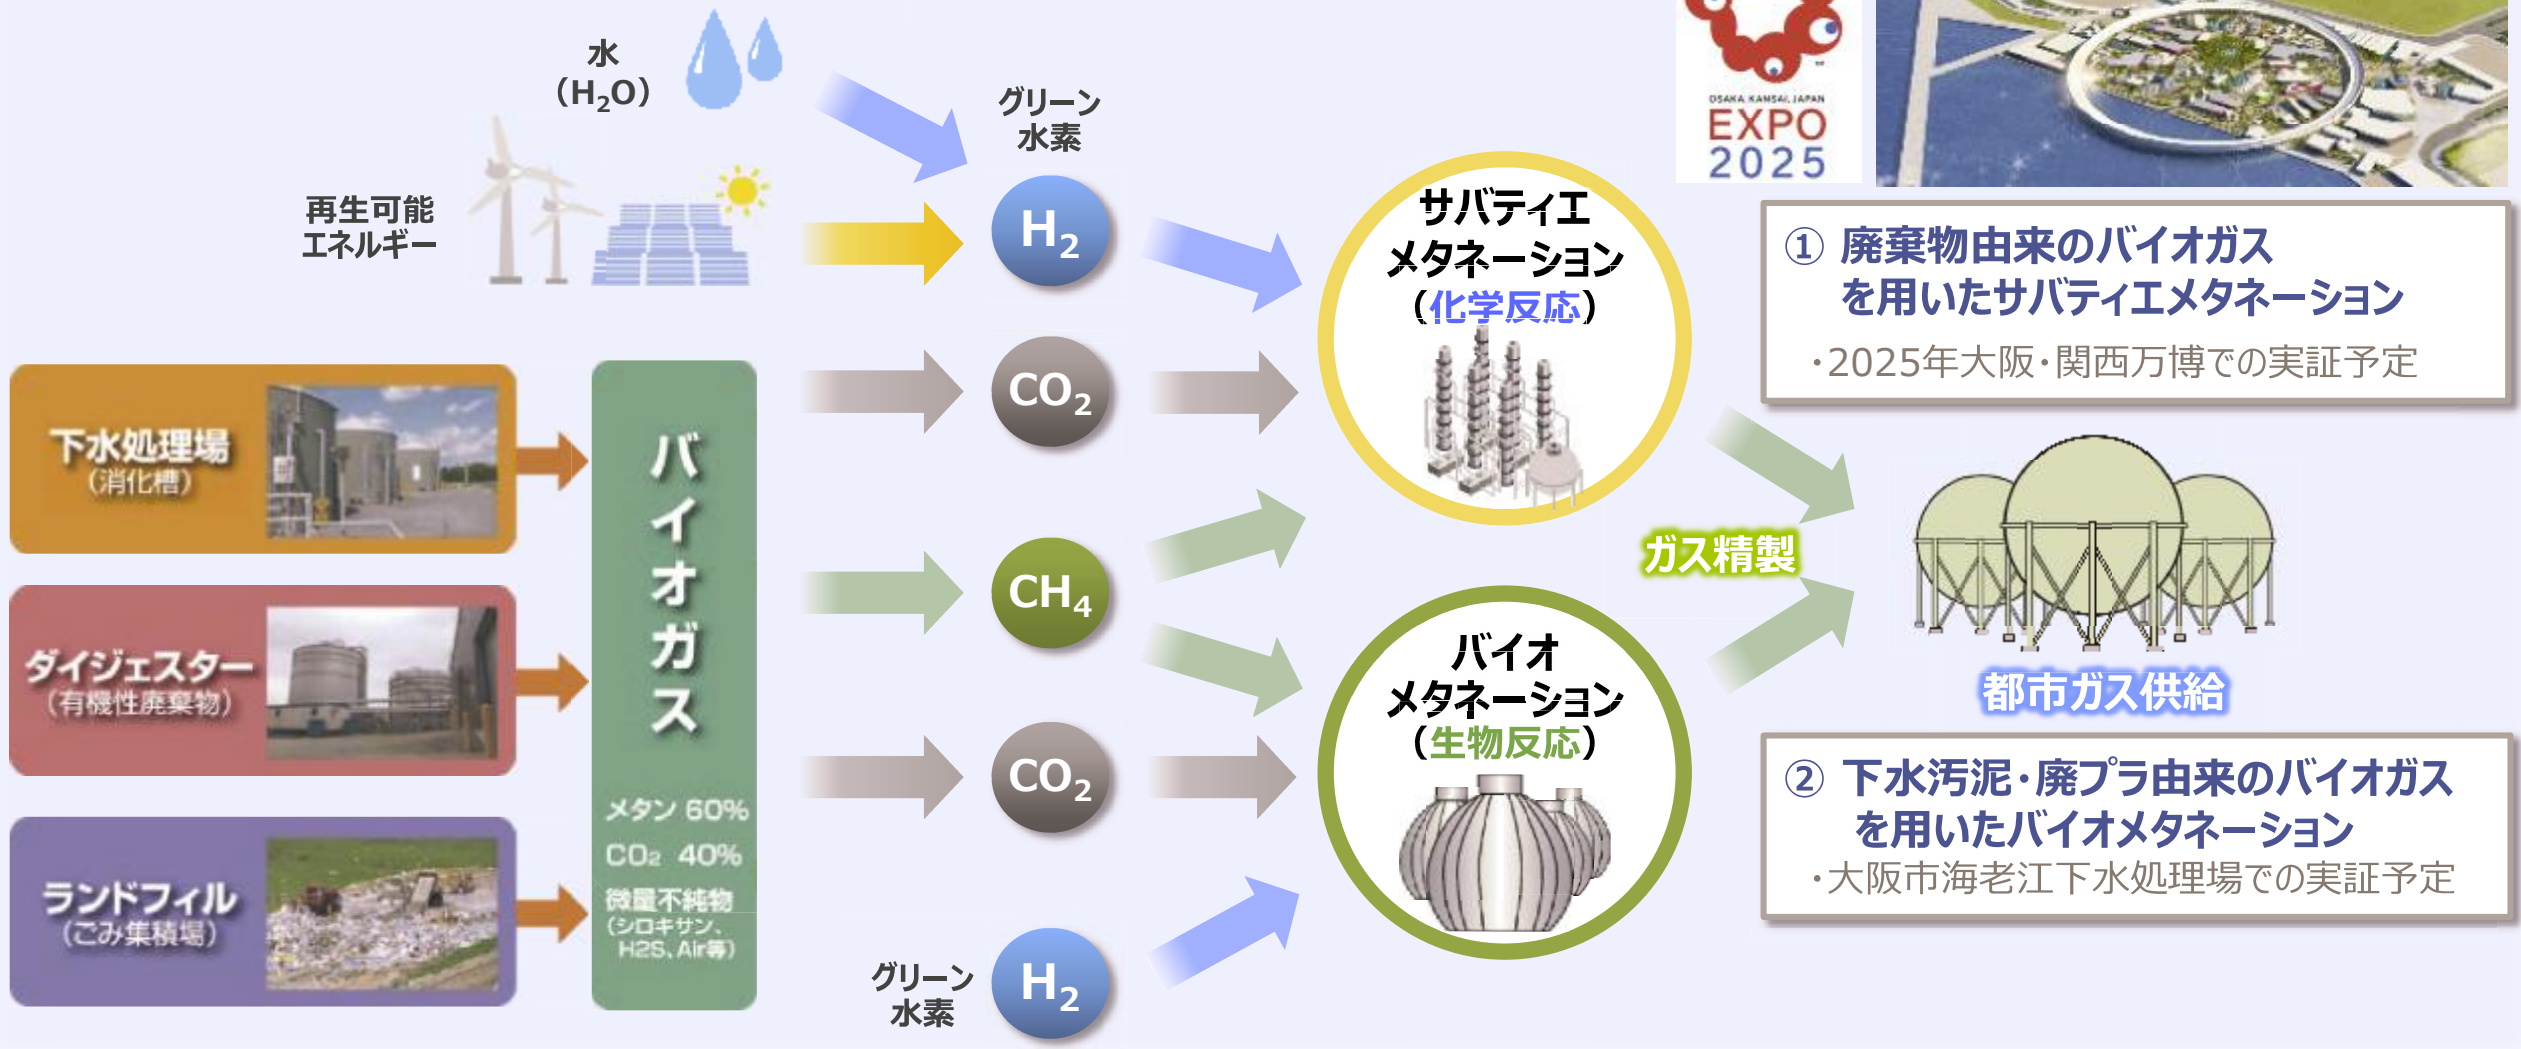 水
（H₂O）
再生可能
エネルギー
グリーン
水素
H₂
CO₂
CH₄
CO₂
グリーン
水素
H₂
下水処理場
（消化槽）
ダイジェスター
（有機性廃棄物）
ランドフィル
（ごみ集積場）
バイオガス
メタン 60%
CO₂ 40%
微量不純物
（シロキサン、
H2S、Air等）
サバティエ
メタネーション
（化学反応）
バイオ
メタネーション
（生物反応）
ガス精製
OSAKA, KANSAI, JAPAN
EXPO
2025
① 廃棄物由来のバイオガス
を用いたサバティエメタネーション
・2025年大阪・関西万博での実証予定
都市ガス供給
② 下水汚泥・廃プラ由来のバイオガス
を用いたバイオメタネーション
・大阪市海老江下水処理場での実証予定